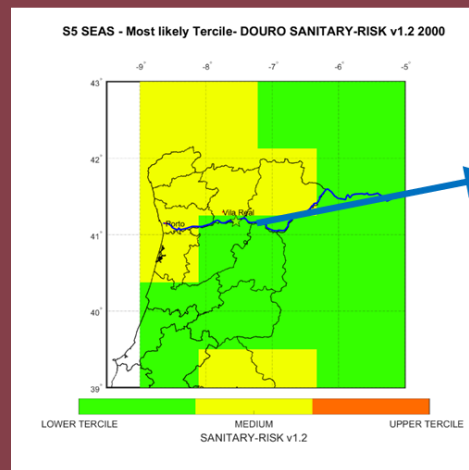 S5 SEAS - Most likely Tercile- DOURO SANITARY-RISK v1.2 2000
-9° -8° -7° -6° -5°
43°
42°
Vila Real
Porto
41°
40°
39°
LOWER TERCILE MEDIUM UPPER TERCILE
SANITARY-RISK v1.2